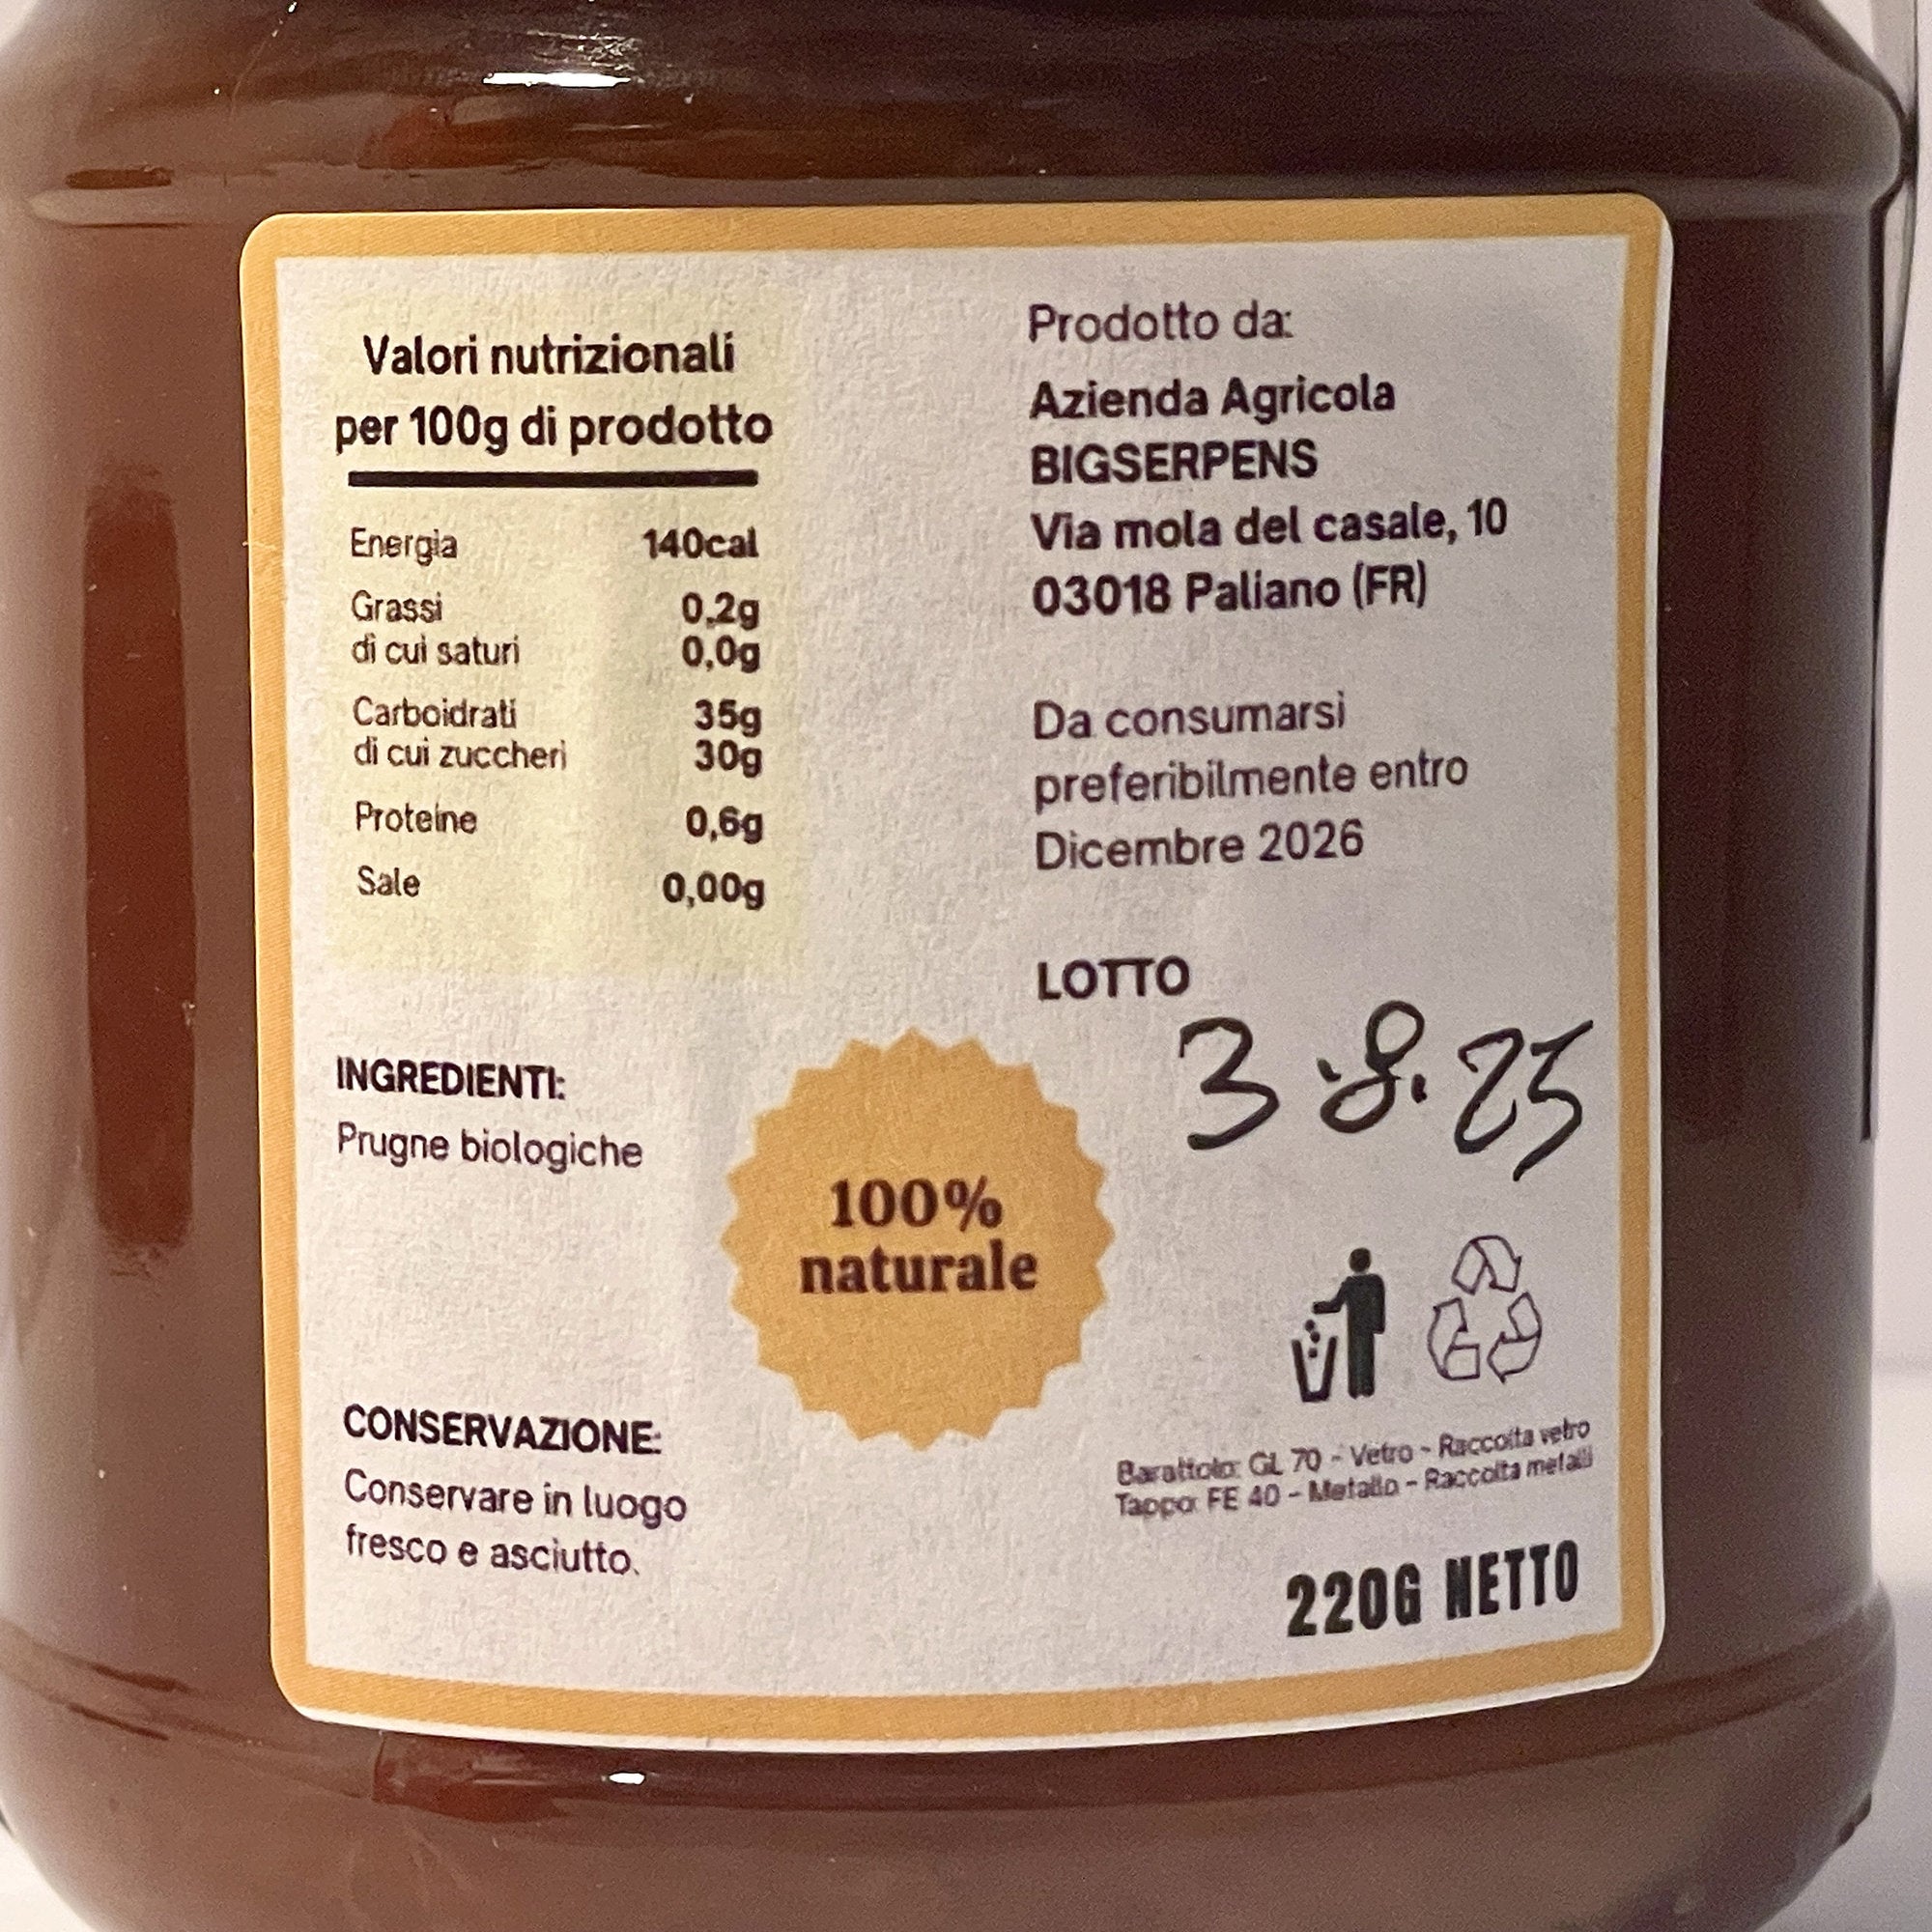 Valori nutrizionali
per 100g di prodotto
Energia 140cal
Grassi 0,2g
di cui saturi 0,0g
Carboidrati 35g
di cui zuccheri 30g
Proteine 0,6g
Sale 0,00g
INGREDIENTI:
Prugne biologiche
CONSERVAZIONE:
Conservare in luogo
fresco e asciutto.
100%
naturale
Prodotto da:
Azienda Agricola
BIGSERPENS
Via mola del casale, 10
03018 Paliano (FR)
Da consumarsi
preferibilmente entro
Dicembre 2026
LOTTO
3.8.25
Barattolo: GL 70 - Vetro - Raccolta vetro
Tappo: FE 40 - Metallo - Raccolta metalli
220G NETTO